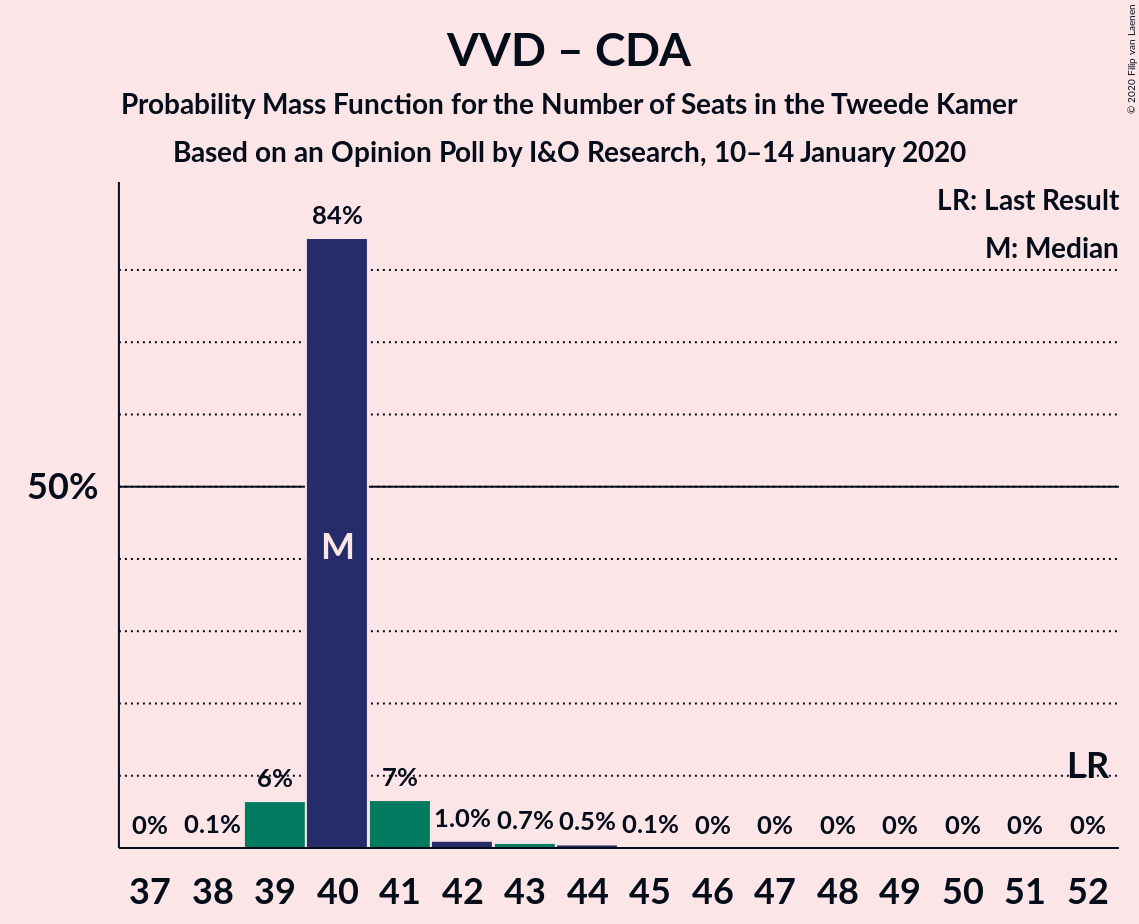 VVD – CDA
Probability Mass Function for the Number of Seats in the Tweede Kamer
Based on an Opinion Poll by I&O Research, 10–14 January 2020
© 2020 Filip van Laenen
LR: Last Result
M: Median
84%
50%
M
LR
6%
7%
0%
0.1%
1.0%
0.7%
0.5%
0.1%
0%
0%
0%
0%
0%
0%
0%
37 38 39 40 41 42 43 44 45 46 47 48 49 50 51 52